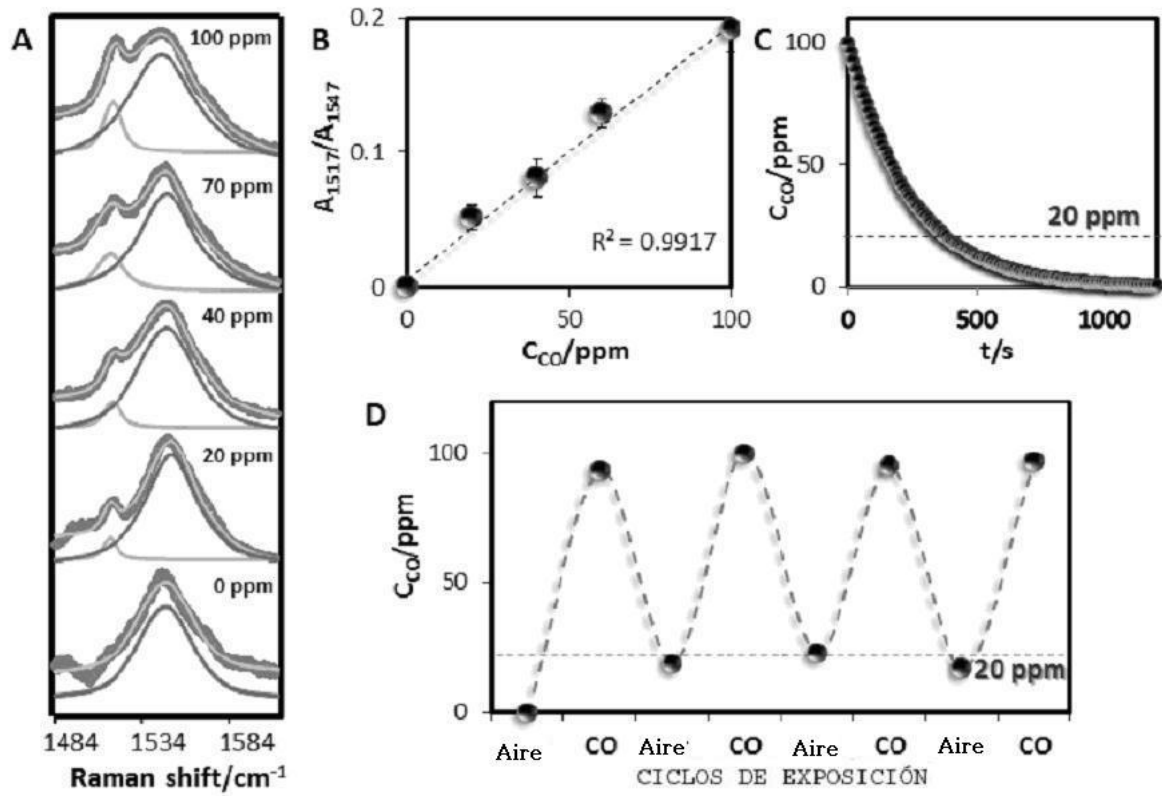 A
100 ppm
70 ppm
40 ppm
20 ppm
0 ppm
1484 1534 1584
Raman shift/cm⁻¹
B
A₁₅₁₇/A₁₅₄₇
0.2
0.1
0
R² = 0.9917
0 50 100
C_CO/ppm
C
C_CO/ppm
100
50
0
20 ppm
0 500 1000
t/s
D
C_CO/ppm
100
50
0
20 ppm
Aire CO Aire' CO Aire CO Aire CO
CICLOS DE EXPOSICIÓN